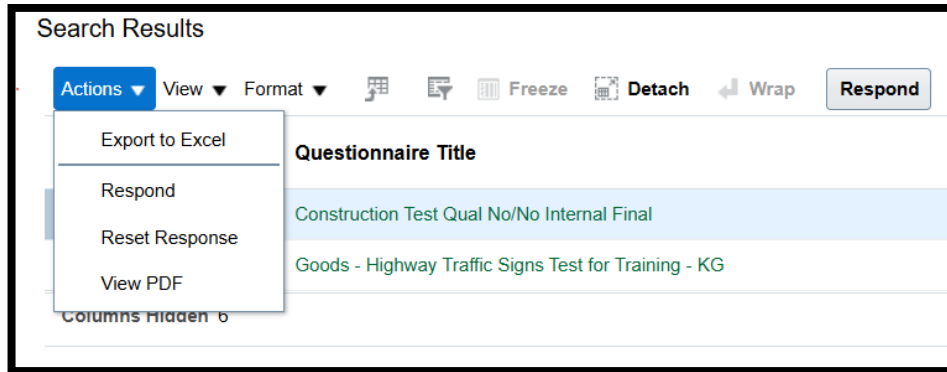 Search Results
Actions View Format Freeze Detach Wrap Respond
Export to Excel
Questionnaire Title
Respond
Construction Test Qual No/No Internal Final
Reset Response
Goods - Highway Traffic Signs Test for Training - KG
View PDF
Columns Hidden 6